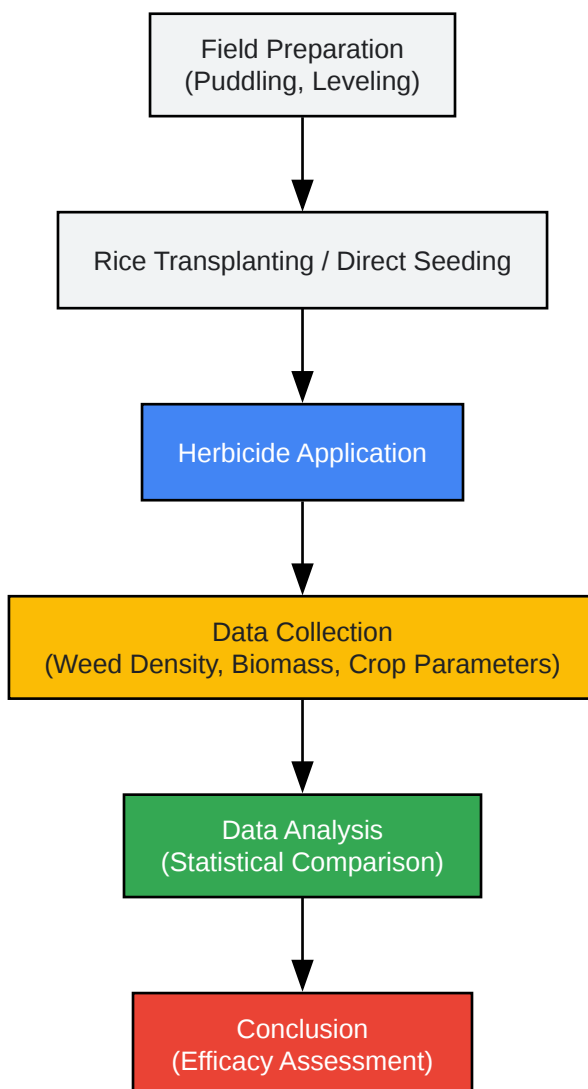 Field Preparation
(Puddling, Leveling)
Rice Transplanting / Direct Seeding
Herbicide Application
Data Collection
(Weed Density, Biomass, Crop Parameters)
Data Analysis
(Statistical Comparison)
Conclusion
(Efficacy Assessment)